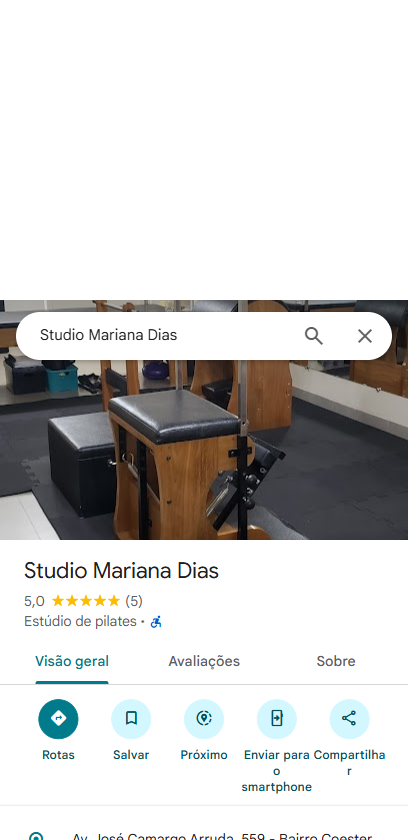 Studio Mariana Dias
Studio Mariana Dias
5,0 (5)
Estúdio de pilates ·
Visão geral Avaliações Sobre
Rotas Salvar Próximo Enviar para o smartphone Compartilhar
Av. José Camargo Arruda, 559 - Bairro Coester,